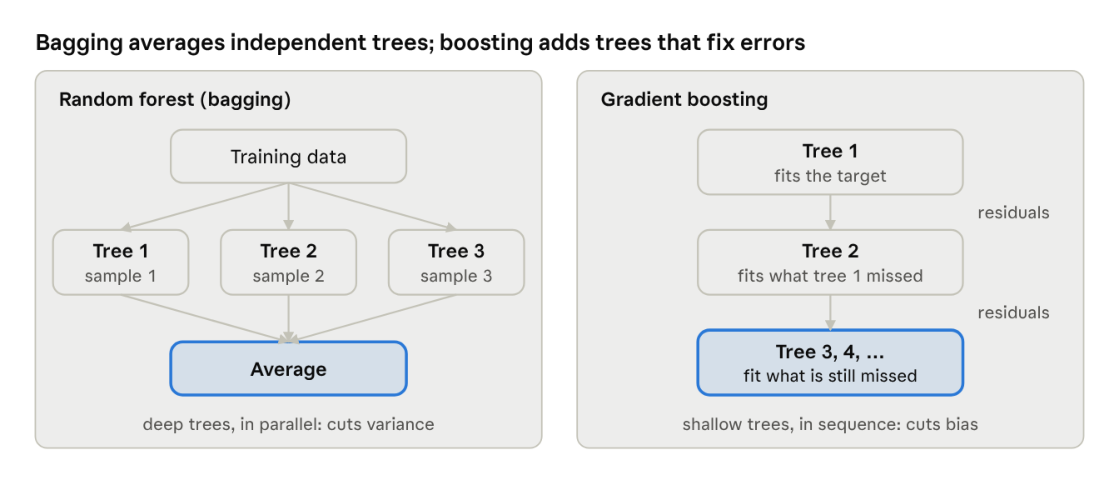 Bagging averages independent trees; boosting adds trees that fix errors
Random forest (bagging)
Training data
Tree 1
sample 1
Tree 2
sample 2
Tree 3
sample 3
Average
deep trees, in parallel: cuts variance
Gradient boosting
Tree 1
fits the target
residuals
Tree 2
fits what tree 1 missed
residuals
Tree 3, 4, ...
fit what is still missed
shallow trees, in sequence: cuts bias